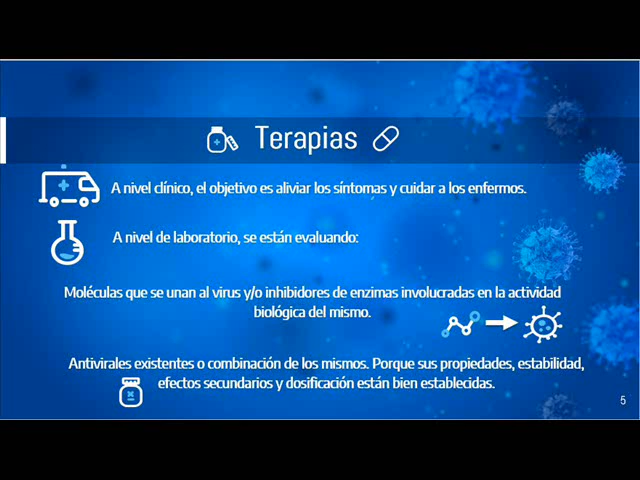 Terapias
A nivel clínico, el objetivo es aliviar los síntomas y cuidar a los enfermos.
A nivel de laboratorio, se están evaluando:
Moléculas que se unan al virus y/o inhibidores de enzimas involucradas en la actividad
biológica del mismo.
Antivirales existentes o combinación de los mismos. Porque sus propiedades, estabilidad,
efectos secundarios y dosificación están bien establecidas.
5